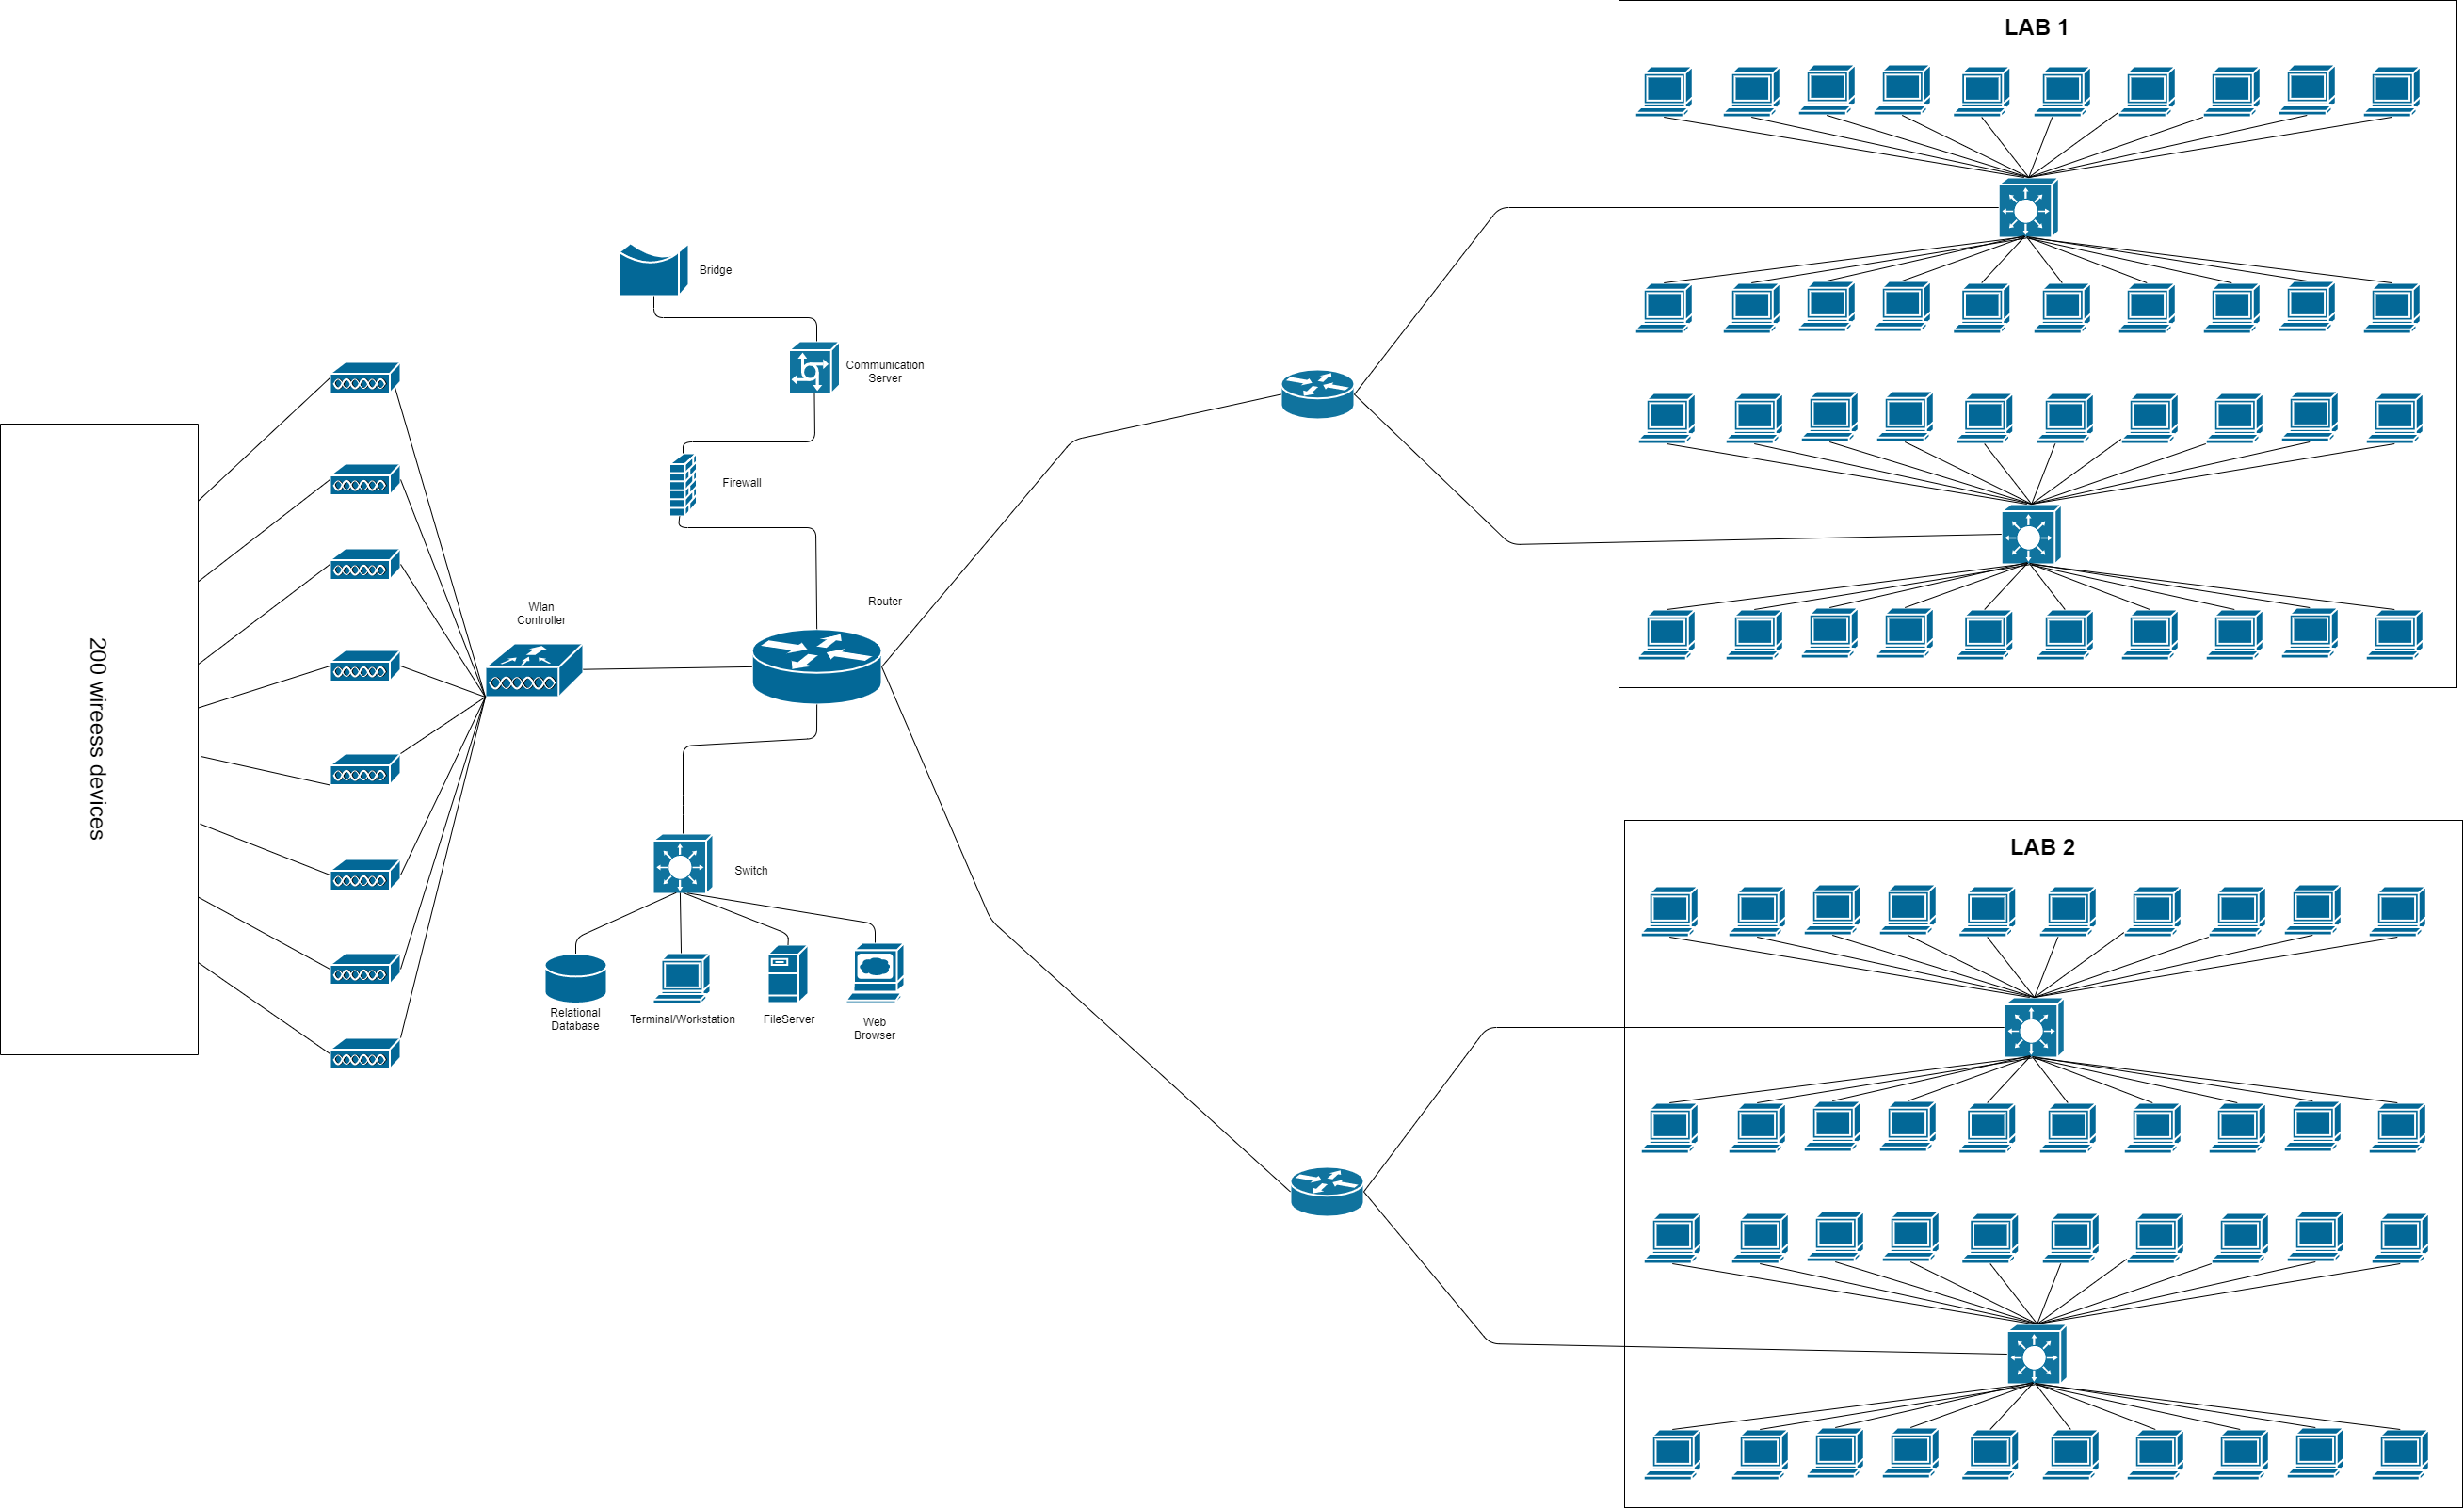 LAB 1
Bridge
Communication
Server
Firewall
Router
Wlan
Controller
200 wireess devices
Switch
Relational
Database
Terminal/Workstation
FileServer
Web
Browser
LAB 2